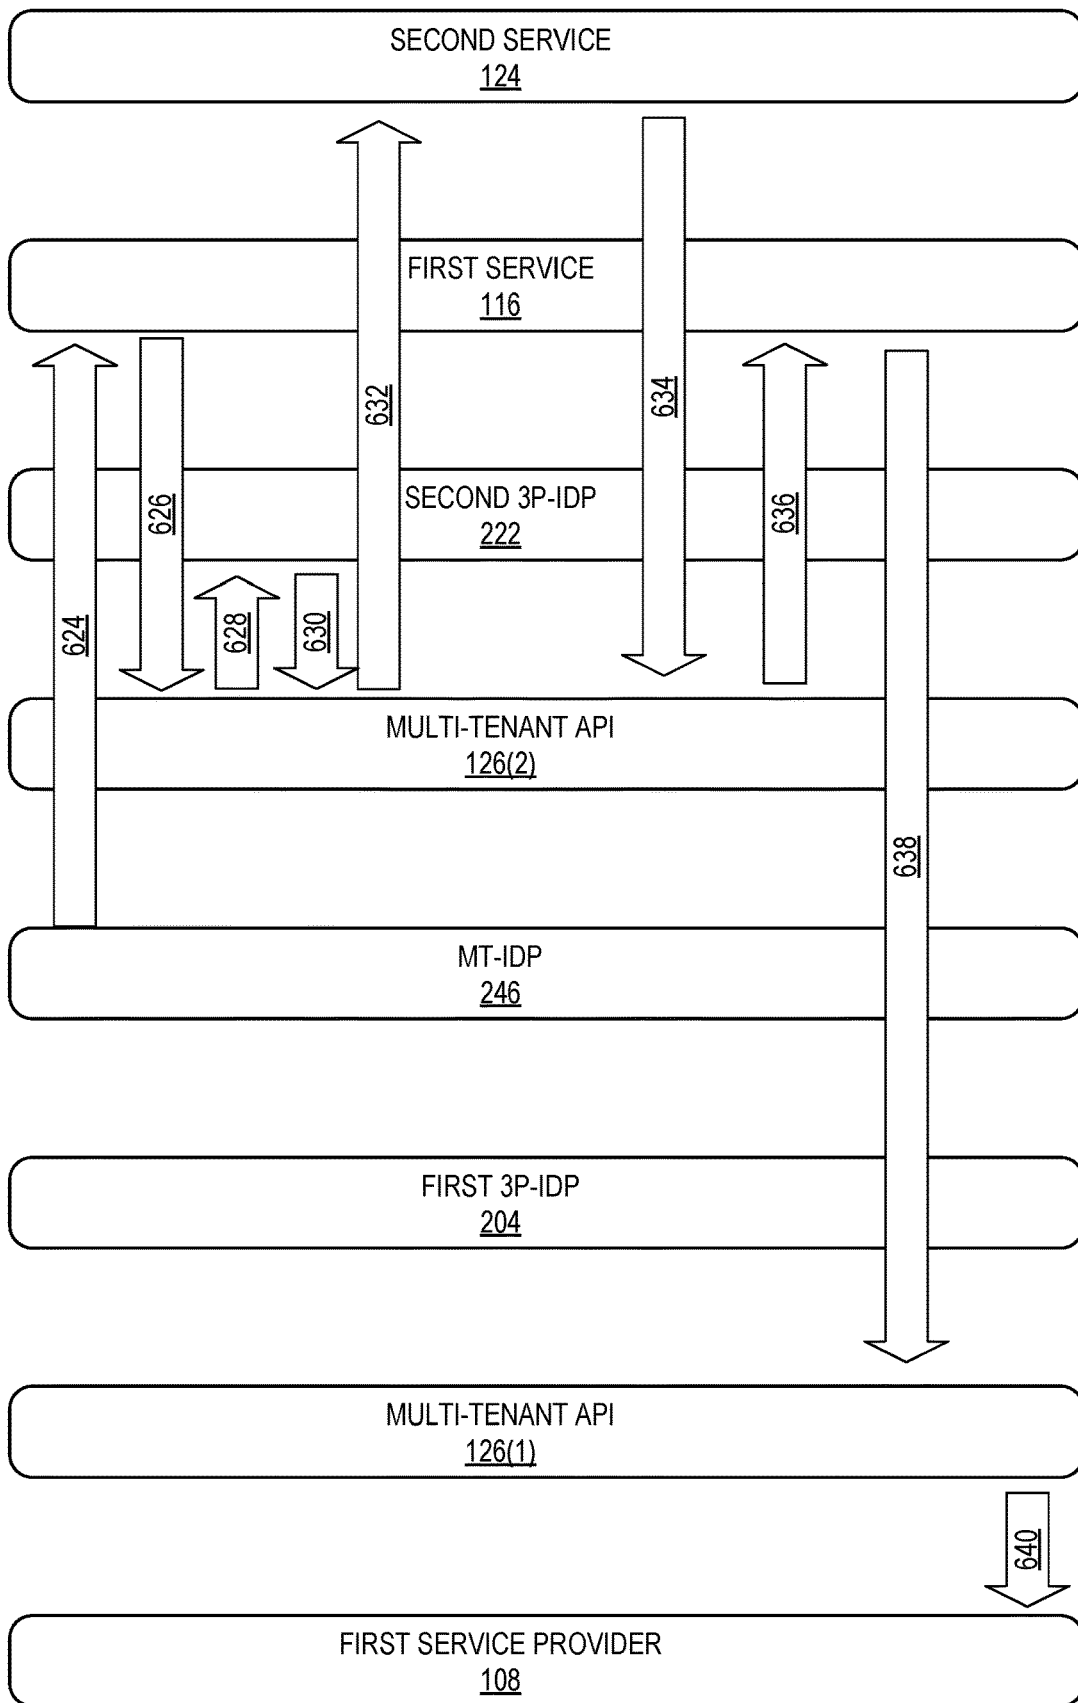 SECOND SERVICE
124
FIRST SERVICE
116
632
634
SECOND 3P-IDP
222
626
636
624
628
630
MULTI-TENANT API
126(2)
638
MT-IDP
246
FIRST 3P-IDP
204
MULTI-TENANT API
126(1)
640
FIRST SERVICE PROVIDER
108